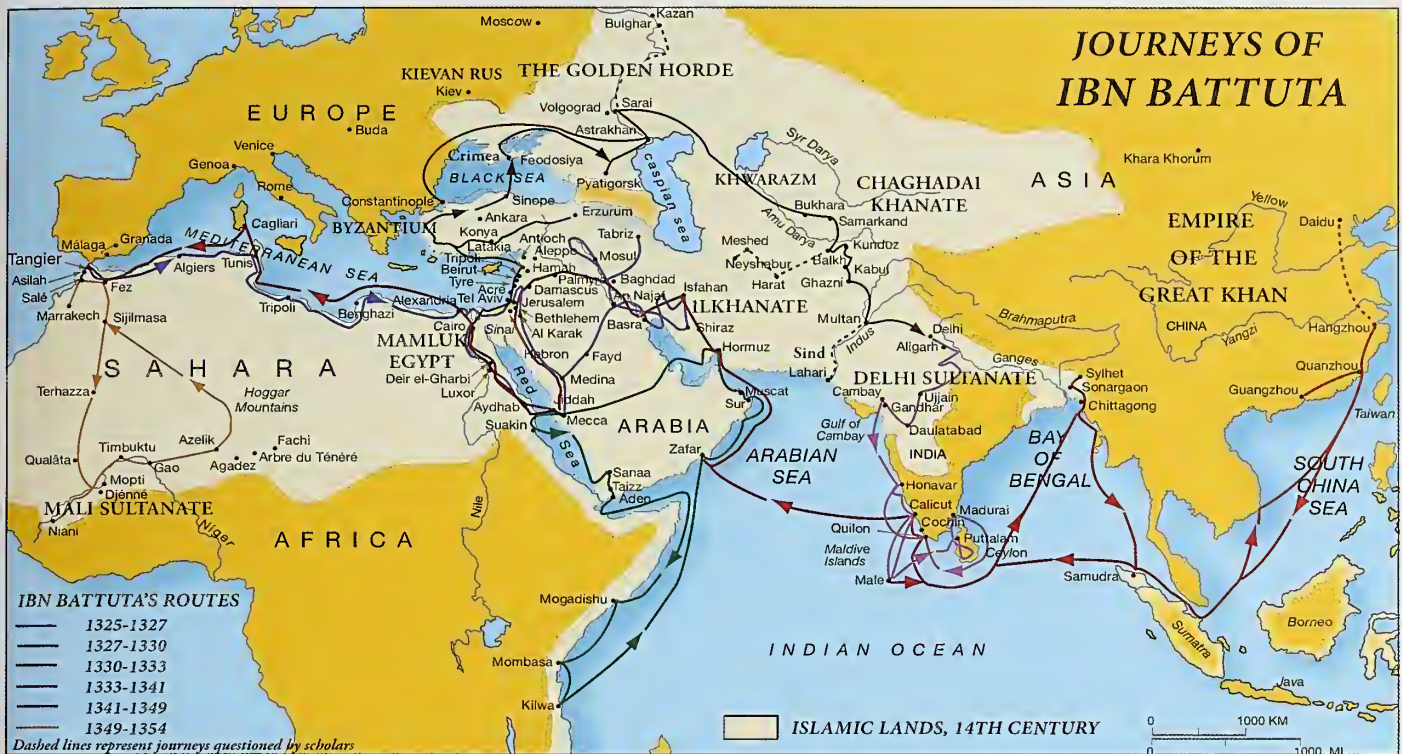 JOURNEYS OF
IBN BATTUTA
Moscow
Kazan
Bulghar
KIEVAN RUS
Kiev
THE GOLDEN HORDE
Volgograd
Sarai
Astrakhan
EUROPE
Buda
Venice
Genoa
Rome
Cagliari
Crimea
Feodosiya
BLACK SEA
Pyatigorsk
Caspian sea
Syr Darya
KHWARAZM
CHAGHADAI
KHANATE
Khara Khorum
ASIA
EMPIRE
OF THE
GREAT KHAN
CHINA
Yellow
Daidu
Constantinople
Sinope
Ankara
Erzurum
BYZANTIUM
Konya
Latakia
Antioch
Aleppo
Tabriz
Mosul
Bukhara
Samarkand
Amu Darya
Meshed
Neyshabur
Harat
Balkh
Kunduz
Kabul
Ghazni
Málaga
Granada
MEDITERRANEAN SEA
Tangier
Asilah
Salé
Fez
Algiers
Tunis
Tripoli
Benghazi
Alexandria
Tripoli
Beirut
Tyre
Acre
Tel Aviv
Hamah
Palmyra
Damascus
Jerusalem
Bethlehem
Al Karak
Hebron
Baghdad
An Najaf
Basra
Isfahan
ILKHANATE
Shiraz
Hormuz
Multan
Indus
Delhi
Aligarh
Brahmaputra
Yangzi
Hangzhou
Marrakech
Sijilmasa
Cairo
Sinai
MAMLUK
EGYPT
Deir el-Gharbi
Luxor
Fayd
Medina
Sind
Lahari
DELHI SULTANATE
Ganges
Sylhet
Sonargaon
Chittagong
Quanzhou
Guangzhou
Taiwan
SAHARA
Terhazza
Hoggar
Mountains
Red
Sea
Jiddah
Mecca
Aydhab
Suakin
ARABIA
Muscat
Sur
Zafar
Cambay
Gandhar
Ujjain
Daulatabad
Gulf of
Cambay
INDIA
Azelik
Fachi
Arbre du Ténéré
Timbuktu
Qualâta
Gao
Agadez
Mopti
Djénné
MALI SULTANATE
Niani
Niger
Nile
AFRICA
Sanaa
Taizz
Aden
ARABIAN
SEA
BAY
OF
BENGAL
SOUTH
CHINA
SEA
Honavar
Calicut
Cochin
Quilon
Madurai
Puttalam
Ceylon
Maldive
Islands
Male
Samudra
Sumatra
Borneo
Java
Mogadishu
Mombasa
Kilwa
INDIAN OCEAN
IBN BATTUTA'S ROUTES
1325-1327
1327-1330
1330-1333
1333-1341
1341-1349
1349-1354
Dashed lines represent journeys questioned by scholars
ISLAMIC LANDS, 14TH CENTURY
0 1000 KM
0 1000 MI